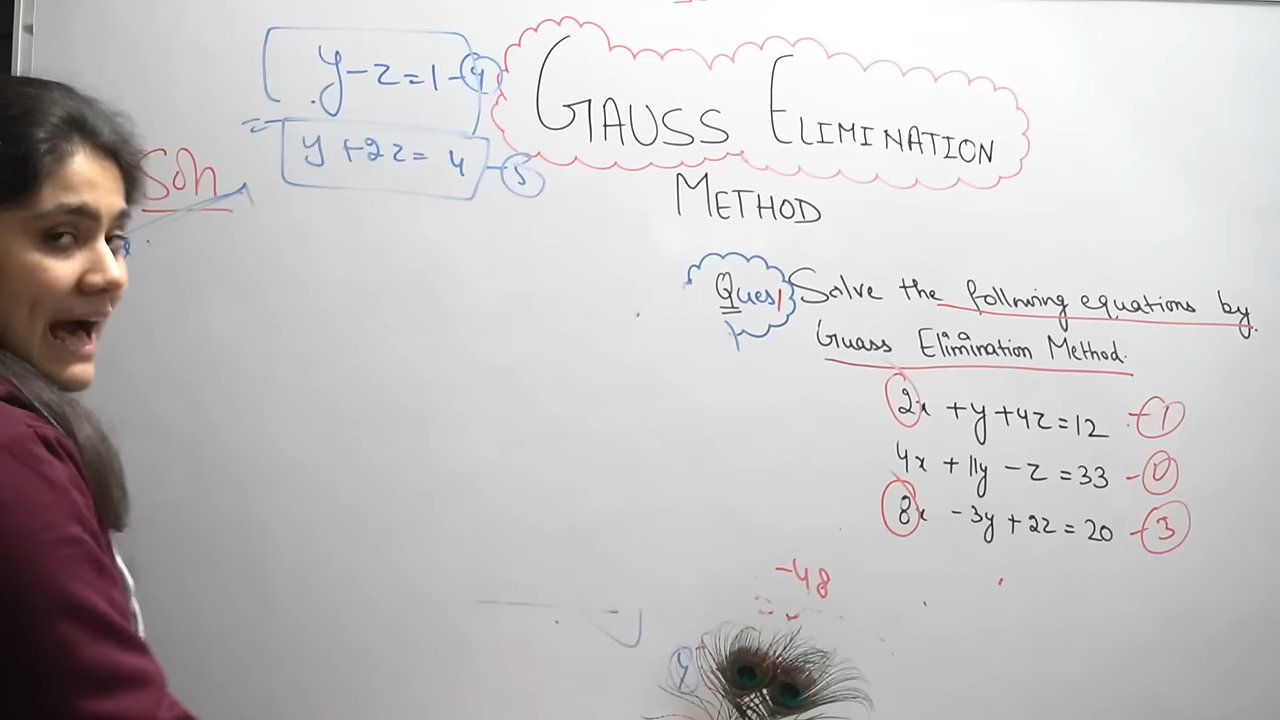 y-z=1 -4
y+2z=4 -5
Soln
GAUSS ELIMINATION
METHOD
Ques1 Solve the following equations by
Guass Elimination Method.
2x +y+4z=12 -1
4x +11y -z=33 -2
8x -3y+2z=20 -3
-48